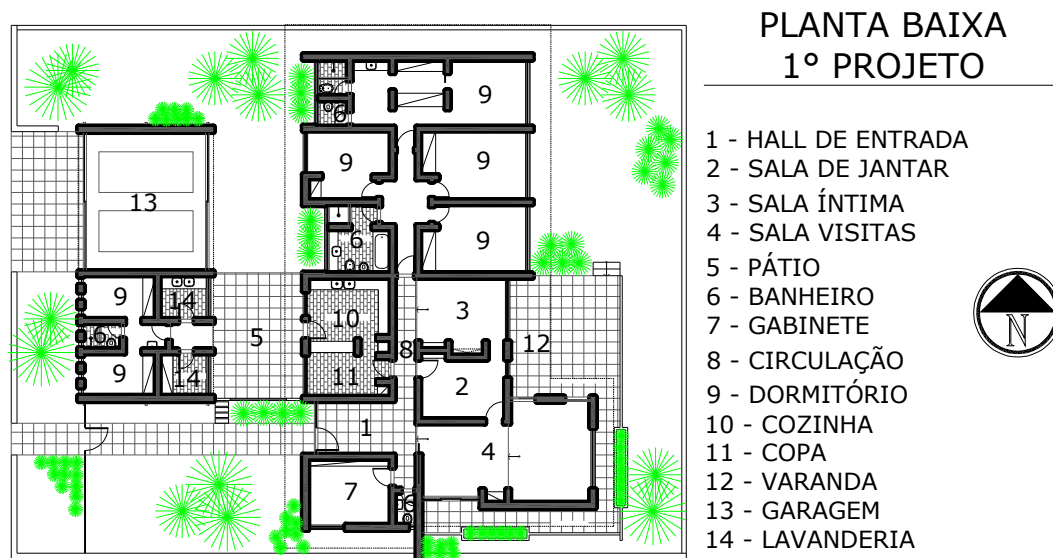 PLANTA BAIXA
1º PROJETO
1 - HALL DE ENTRADA
2 - SALA DE JANTAR
3 - SALA ÍNTIMA
4 - SALA VISITAS
5 - PÁTIO
6 - BANHEIRO
7 - GABINETE
8 - CIRCULAÇÃO
9 - DORMITÓRIO
10 - COZINHA
11 - COPA
12 - VARANDA
13 - GARAGEM
14 - LAVANDERIA
N
9
6
9
9
13
6
9
9
14
10
3
6
5
8
12
9
14
11
2
1
4
7
6